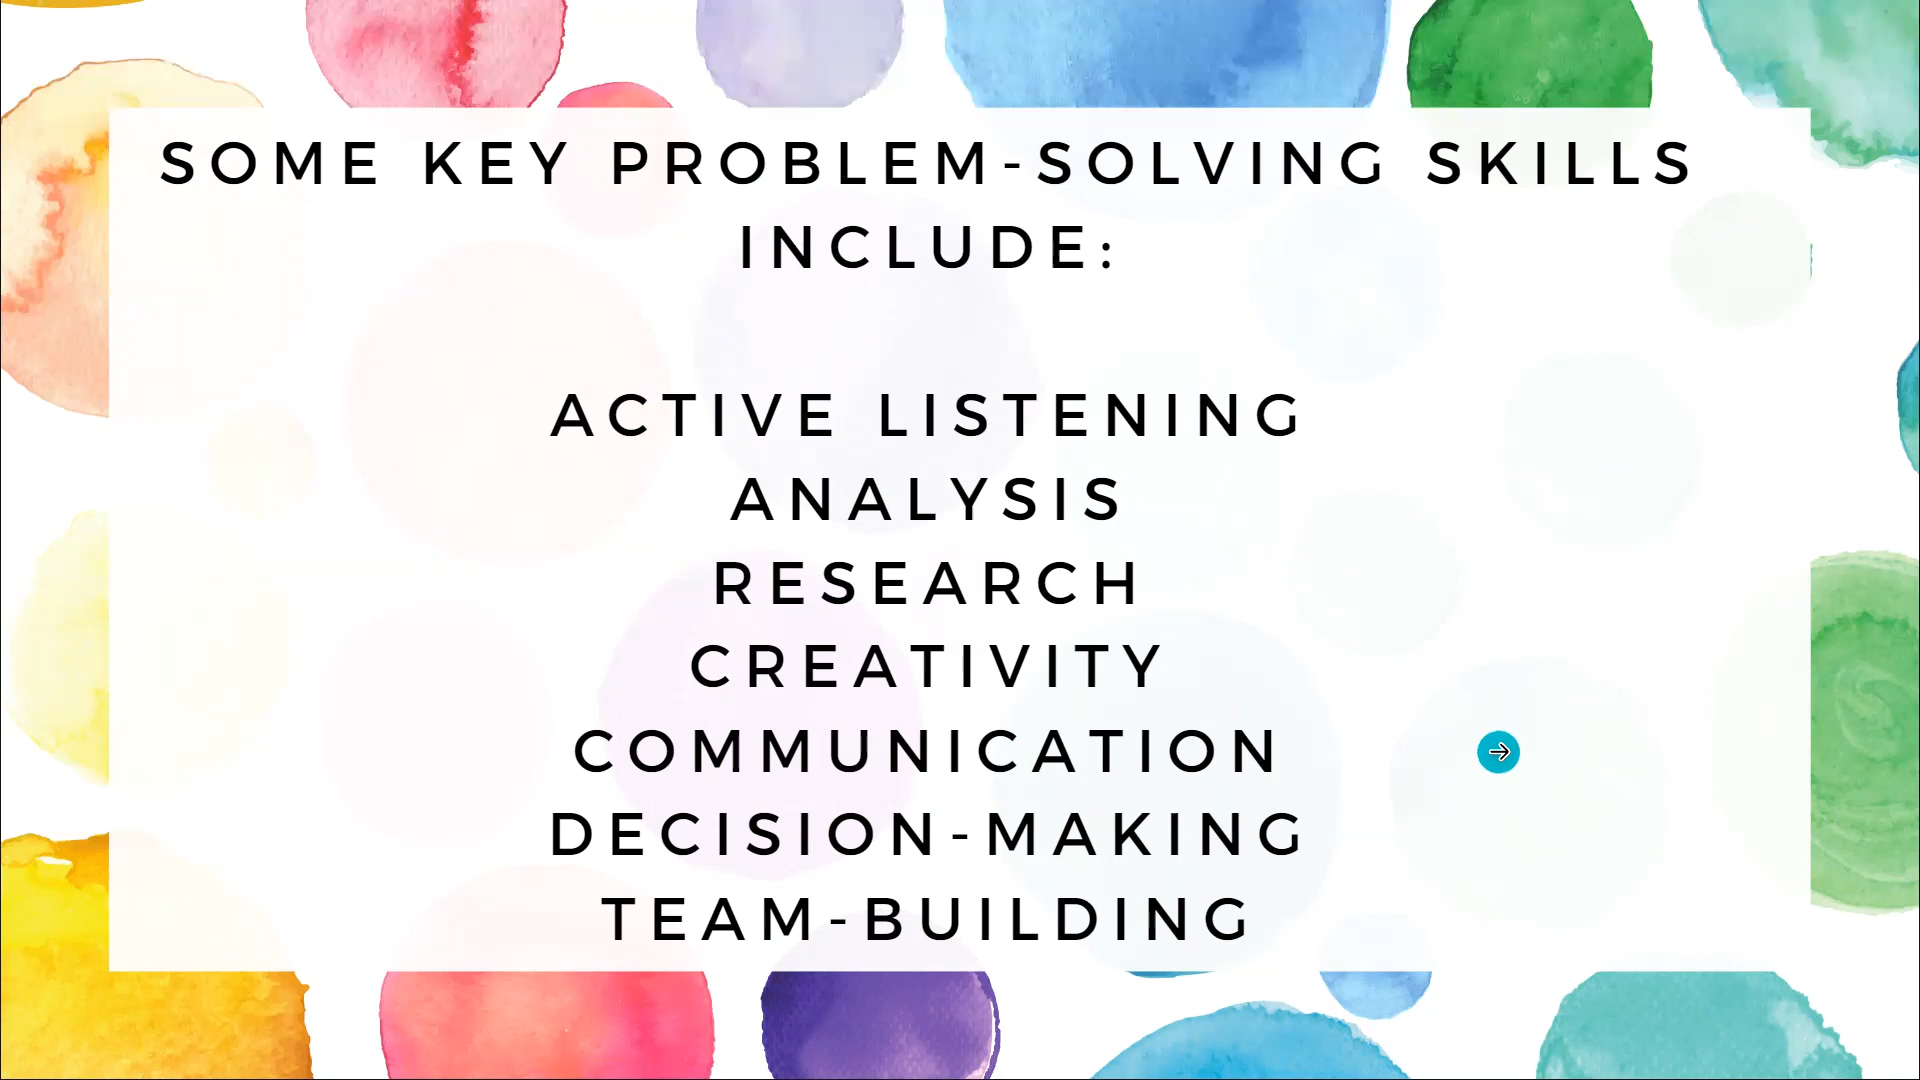 SOME KEY PROBLEM-SOLVING SKILLS
INCLUDE:
ACTIVE LISTENING
ANALYSIS
RESEARCH
CREATIVITY
COMMUNICATION
DECISION-MAKING
TEAM-BUILDING